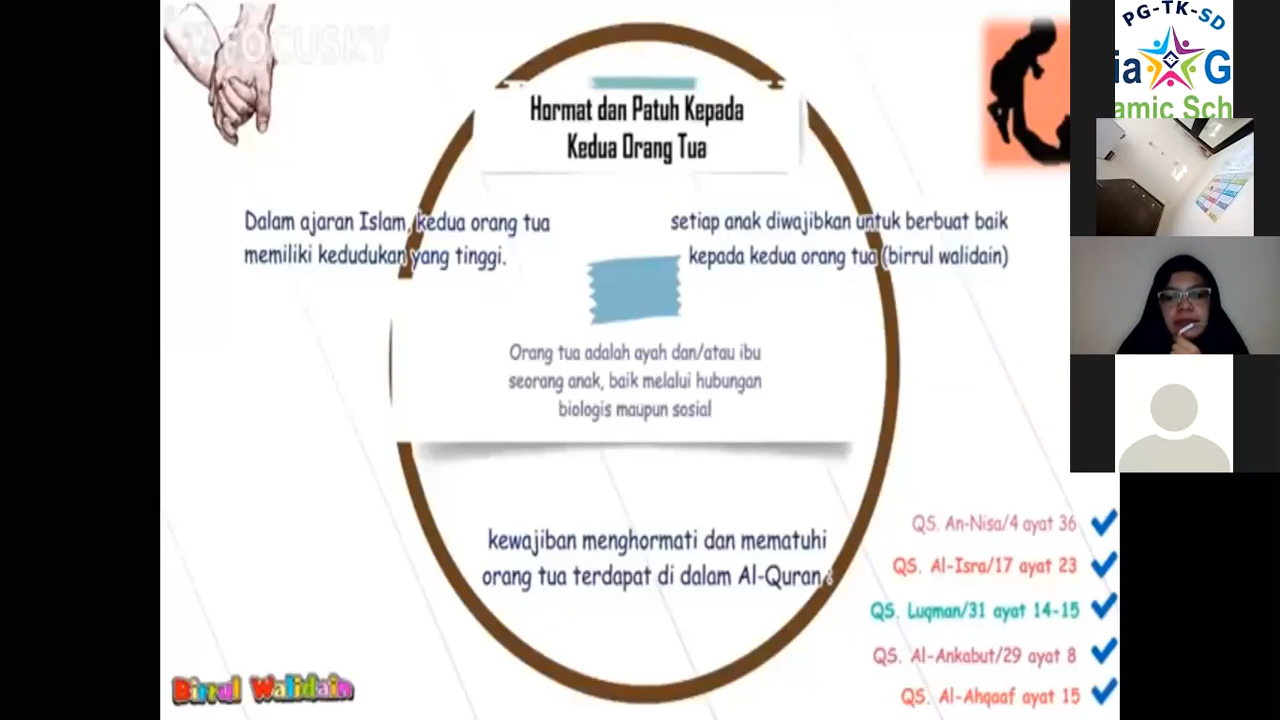 FOCUSKY
Hormat dan Patuh Kepada
Kedua Orang Tua
Dalam ajaran Islam, kedua orang tua
memiliki kedudukan yang tinggi.
setiap anak diwajibkan untuk berbuat baik
kepada kedua orang tua (birrul walidain)
Orang tua adalah ayah dan/atau ibu
seorang anak, baik melalui hubungan
biologis maupun sosial
kewajiban menghormati dan mematuhi
orang tua terdapat di dalam Al-Quran :
QS. An-Nisa/4 ayat 36
QS. Al-Isra/17 ayat 23
QS. Luqman/31 ayat 14-15
QS. Al-Ankabut/29 ayat 8
QS. Al-Ahqaaf ayat 15
Birrul Walidain
PG-TK-SD
ia G
amic Sch